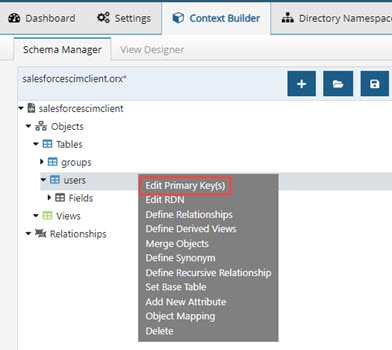 Dashboard Settings Context Builder Directory Namespac
Schema Manager View Designer
salesforcescimclient.orx*
salesforcescimclient
Objects
Tables
groups
users
Edit Primary Key(s)
Fields
Edit RDN
Views
Define Relationships
Relationships
Define Derived Views
Merge Objects
Define Synonym
Define Recursive Relationship
Set Base Table
Add New Attribute
Object Mapping
Delete